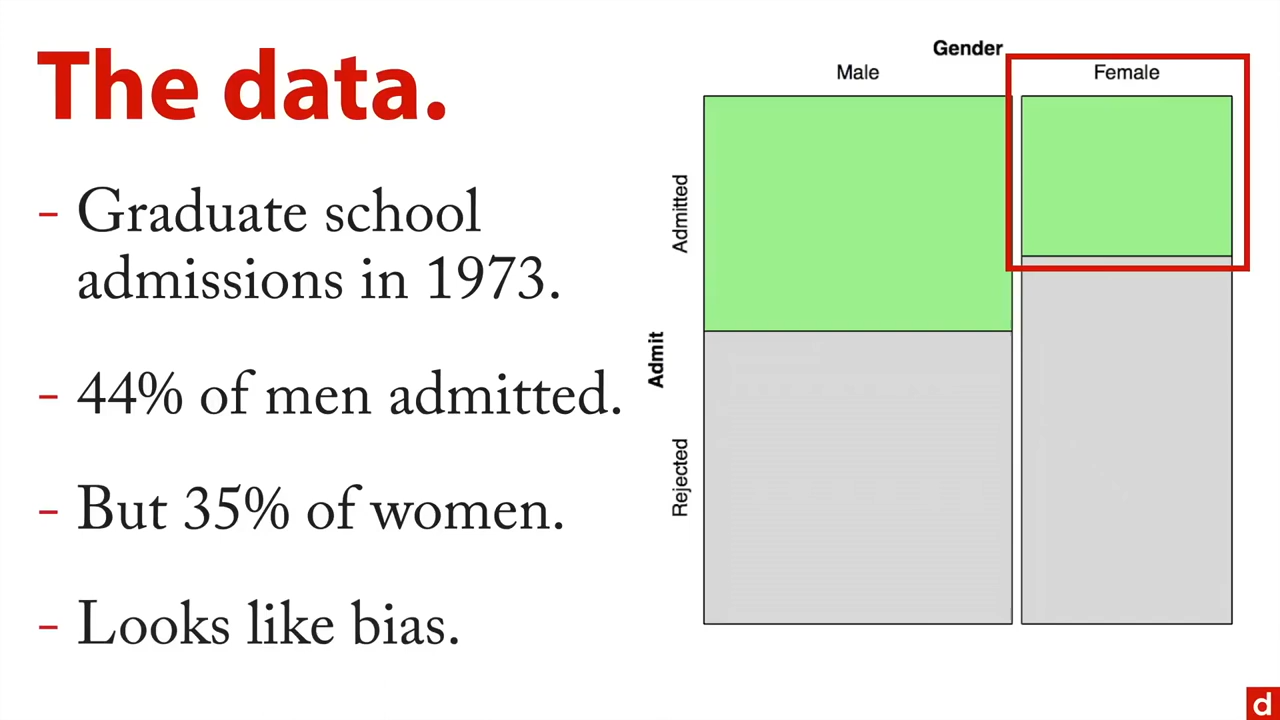 The data.
- Graduate school
admissions in 1973.
- 44% of men admitted.
- But 35% of women.
- Looks like bias.
Gender
Male
Female
Admit
Admitted
Rejected
d